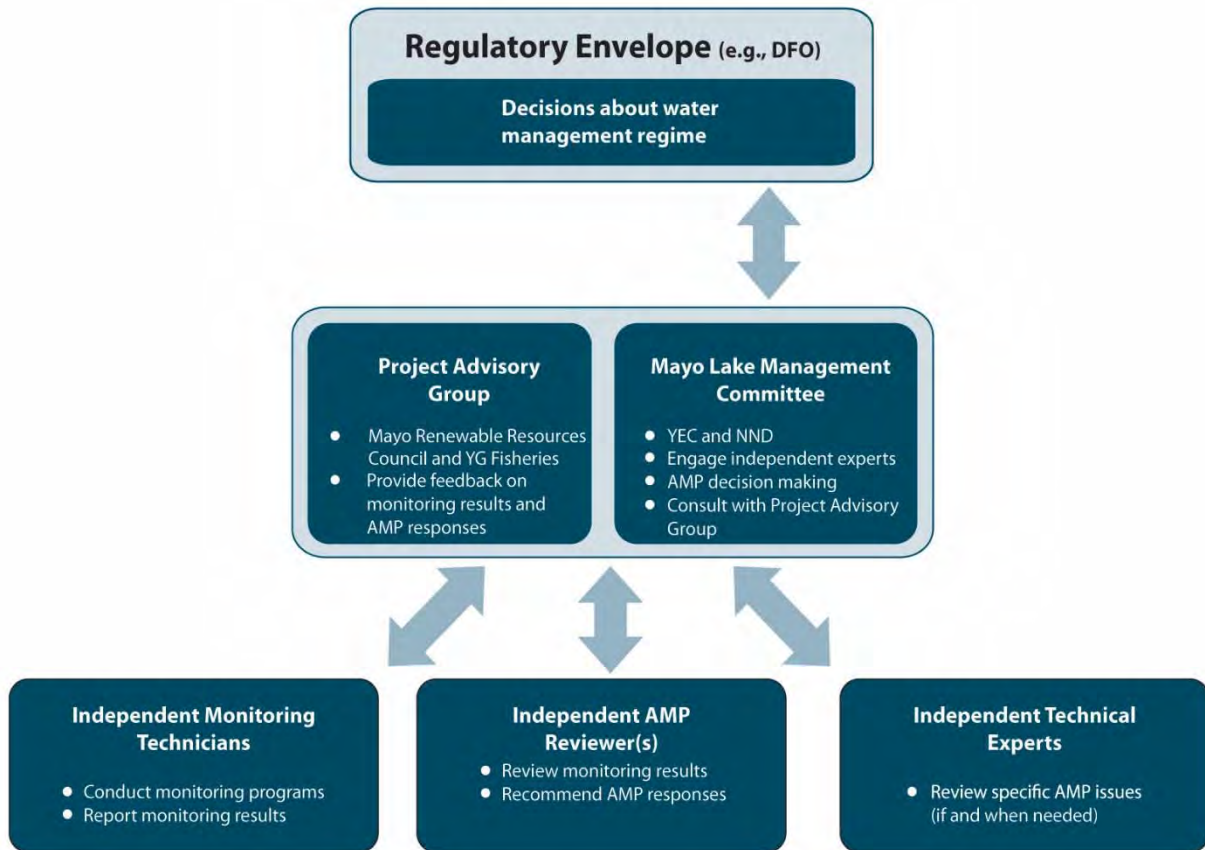 Regulatory Envelope (e.g., DFO)
Decisions about water
management regime
Project Advisory
Group
● Mayo Renewable Resources
Council and YG Fisheries
● Provide feedback on
monitoring results and
AMP responses
Mayo Lake Management
Committee
● YEC and NND
● Engage independent experts
● AMP decision making
● Consult with Project Advisory
Group
Independent Monitoring
Technicians
● Conduct monitoring programs
● Report monitoring results
Independent AMP
Reviewer(s)
● Review monitoring results
● Recommend AMP responses
Independent Technical
Experts
● Review specific AMP issues
(if and when needed)